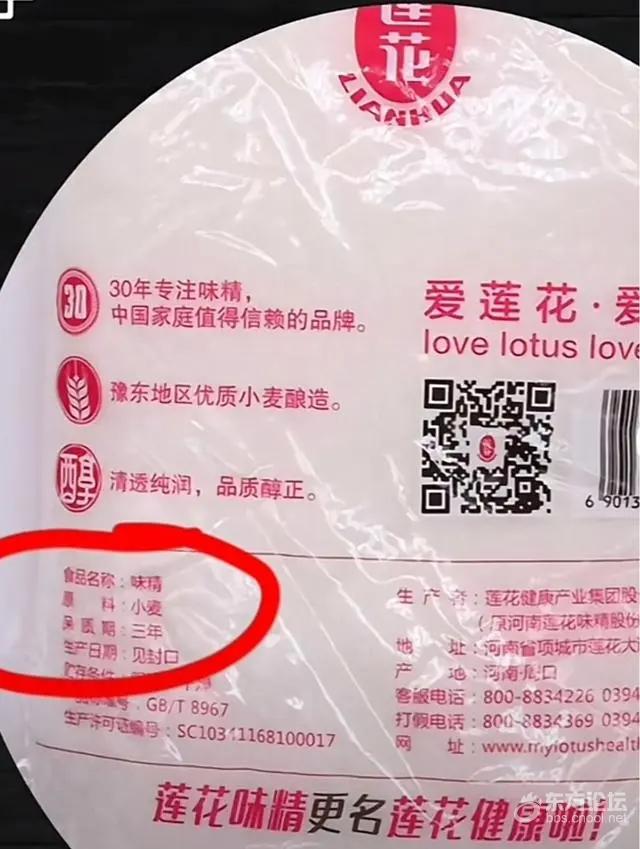 莲花
LIANHUA
30
30年专注味精,
中国家庭值得信赖的品牌。
豫东地区优质小麦酿造。
醇
清透纯润，品质醇正。
爱莲花·爱
love lotus love
6 9013
食品名称：味精
原 料：小麦
保质期：三年
生产日期：见封口
贮存条件：
GB/T 8967
生产许可证编号：SC10341168100017
生 产 者：莲花健康产业集团股
（原河南莲花味精股份
地 址：河南省项城市莲花大
产 地：河南·周口
客服电话：800-8834226 0394
打假电话：800-8834369 0394
网 址：www.mylotushealth
莲花味精更名莲花健康啦!
东方论坛
bbs.cnool.net